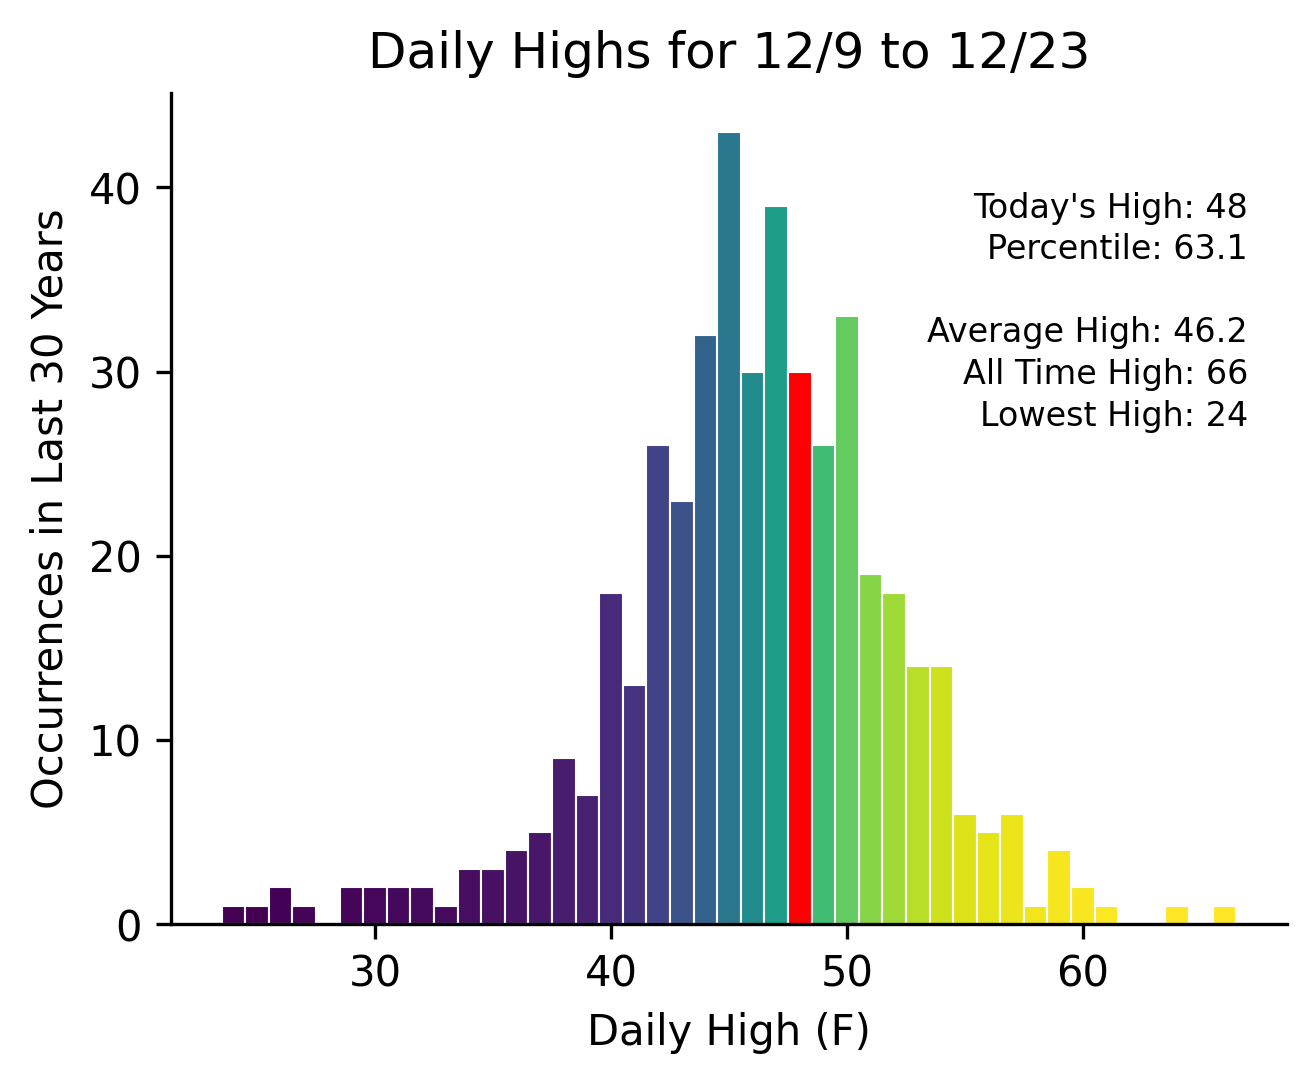 Daily Highs for 12/9 to 12/23
Occurrences in Last 30 Years
40
30
20
10
0
Today's High: 48
Percentile: 63.1
Average High: 46.2
All Time High: 66
Lowest High: 24
30 40 50 60
Daily High (F)